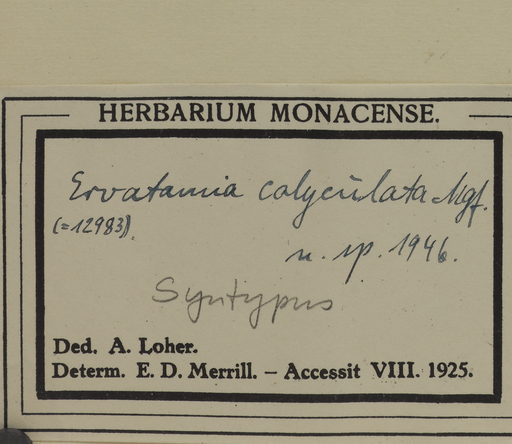 HERBARIUM MONACENSE.
Ervatamia calyculata Mgf.
(=12983)
n. sp. 1946.
Syntypus
Ded. A. Loher.
Determ. E. D. Merrill. – Accessit VIII. 1925.